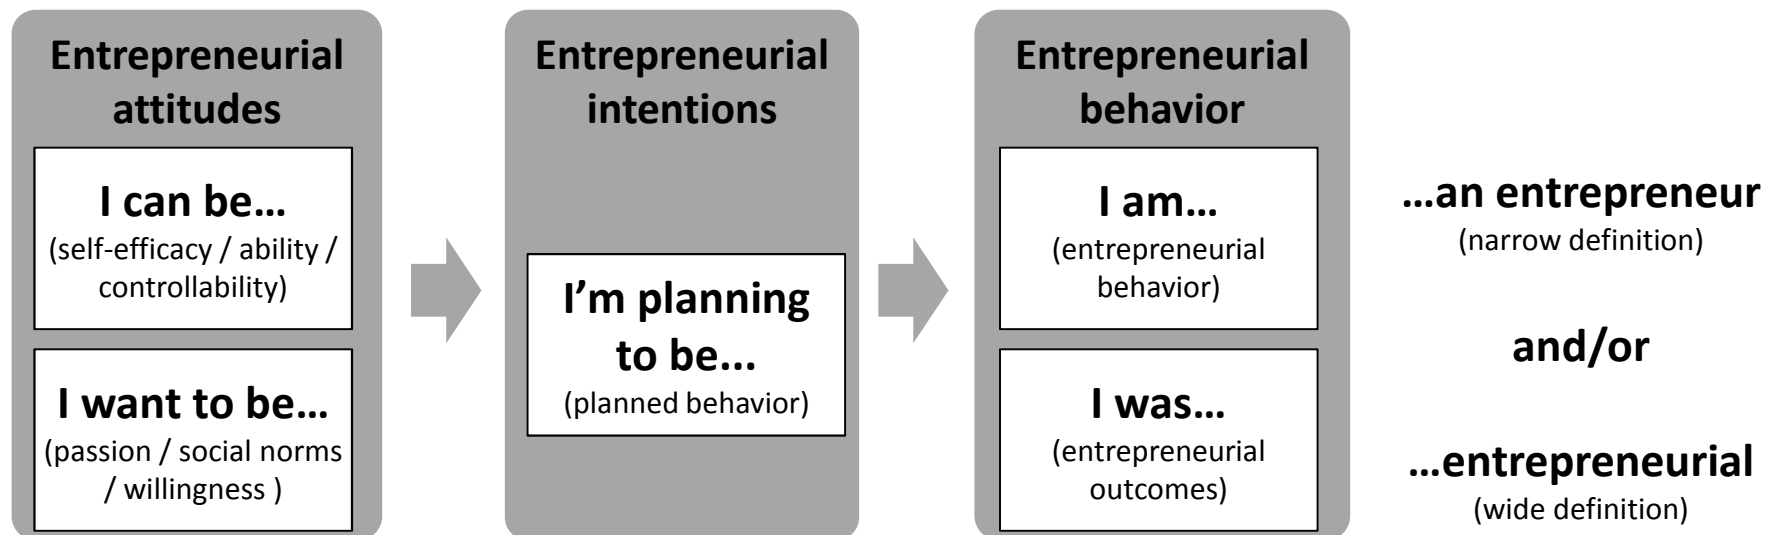 Entrepreneurial
attitudes
I can be…
(self-efficacy / ability /
controllability)
I want to be…
(passion / social norms
/ willingness )
Entrepreneurial
intentions
I’m planning
to be...
(planned behavior)
Entrepreneurial
behavior
I am…
(entrepreneurial
behavior)
I was…
(entrepreneurial
outcomes)
…an entrepreneur
(narrow definition)
and/or
…entrepreneurial
(wide definition)